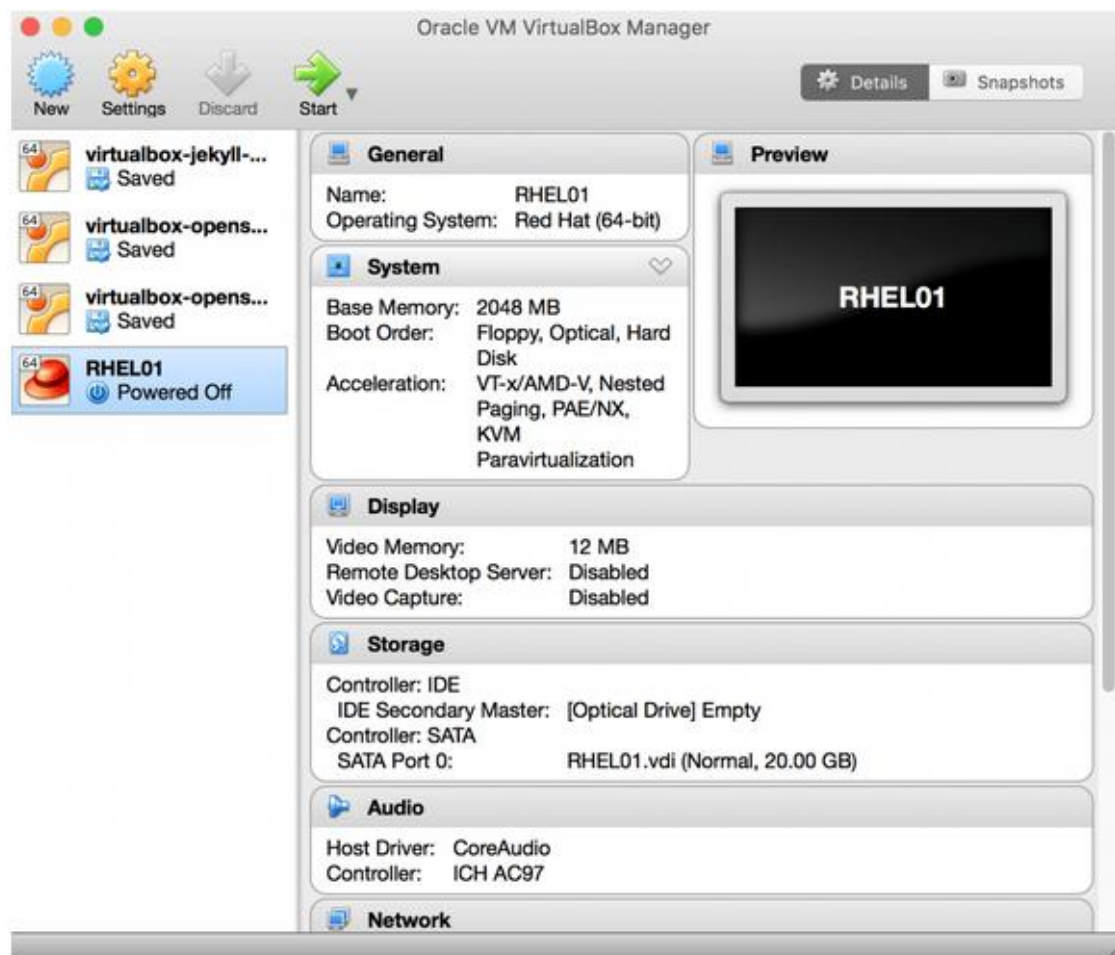 Oracle VM VirtualBox Manager
New
Settings
Discard
Start
Details
Snapshots
64
virtualbox-jekyll-...
Saved
64
virtualbox-opens...
Saved
64
virtualbox-opens...
Saved
64
RHEL01
Powered Off
General
Name: RHEL01
Operating System: Red Hat (64-bit)
System
Base Memory: 2048 MB
Boot Order: Floppy, Optical, Hard
Disk
Acceleration: VT-x/AMD-V, Nested
Paging, PAE/NX,
KVM
Paravirtualization
Preview
RHEL01
Display
Video Memory: 12 MB
Remote Desktop Server: Disabled
Video Capture: Disabled
Storage
Controller: IDE
IDE Secondary Master: [Optical Drive] Empty
Controller: SATA
SATA Port 0: RHEL01.vdi (Normal, 20.00 GB)
Audio
Host Driver: CoreAudio
Controller: ICH AC97
Network